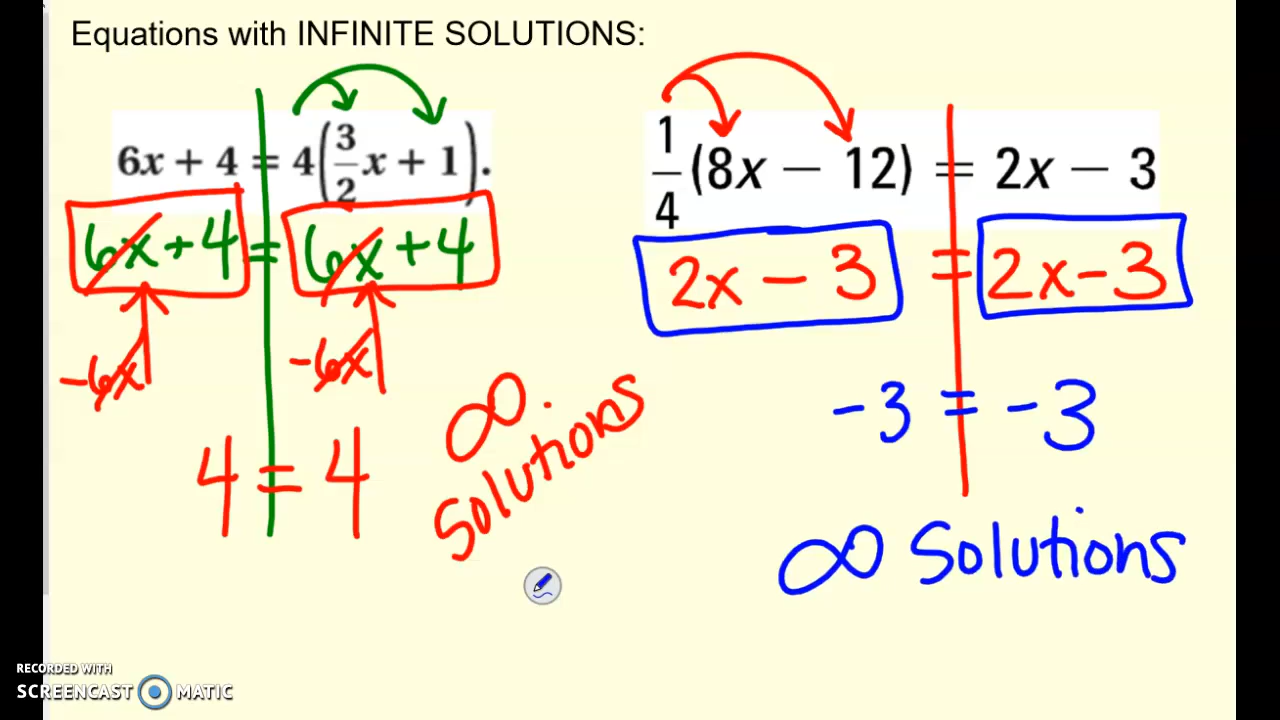 Equations with INFINITE SOLUTIONS:
6x + 4 = 4(3/2 x + 1).
6x + 4 = 6x + 4
-6x -6x
4 = 4
∞ solutions
1/4 (8x − 12) = 2x − 3
2x − 3 = 2x − 3
-3 = -3
∞ solutions
RECORDED WITH
SCREENCAST MATIC